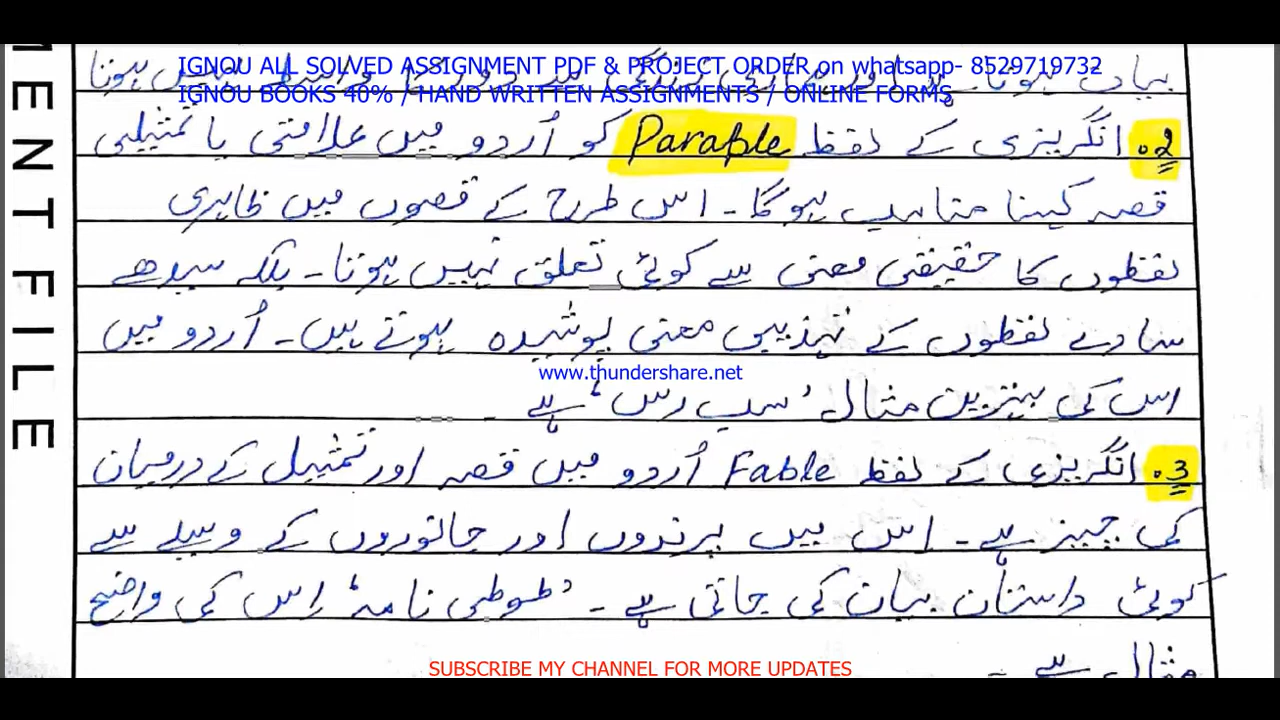 IGNOU ALL SOLVED ASSIGNMENT PDF & PROJECT ORDER on whatsapp- 8529719732
IGNOU BOOKS 40% / HAND WRITTEN ASSIGNMENTS / ONLINE FORMS
MENT FILE
2. انگریزی کے لفظ Parable کو اُردو میں علامتی یا تمثیلی
قصہ کہنا مناسب ہوگا۔ اس طرح کے قصوں میں ظاہری
لفظوں کا حقیقی معنی سے کوئی تعلق نہیں ہوتا۔ بلکہ سیدھے
سادے لفظوں کے تہذیبی معنی پوشیدہ ہوتے ہیں۔ اُردو میں
www.thundershare.net
اس کی بہترین مثال 'سب رس' ہے۔
3. انگریزی کے لفظ Fable اُردو میں قصہ اور تمثیل کے درمیان
کی چیز ہے۔ اس میں پرندوں اور جانوروں کے وسیلے سے
کوئی داستان بیان کی جاتی ہے۔ 'طوطی نامہ' اس کی واضح
مثال ہے۔
SUBSCRIBE MY CHANNEL FOR MORE UPDATES